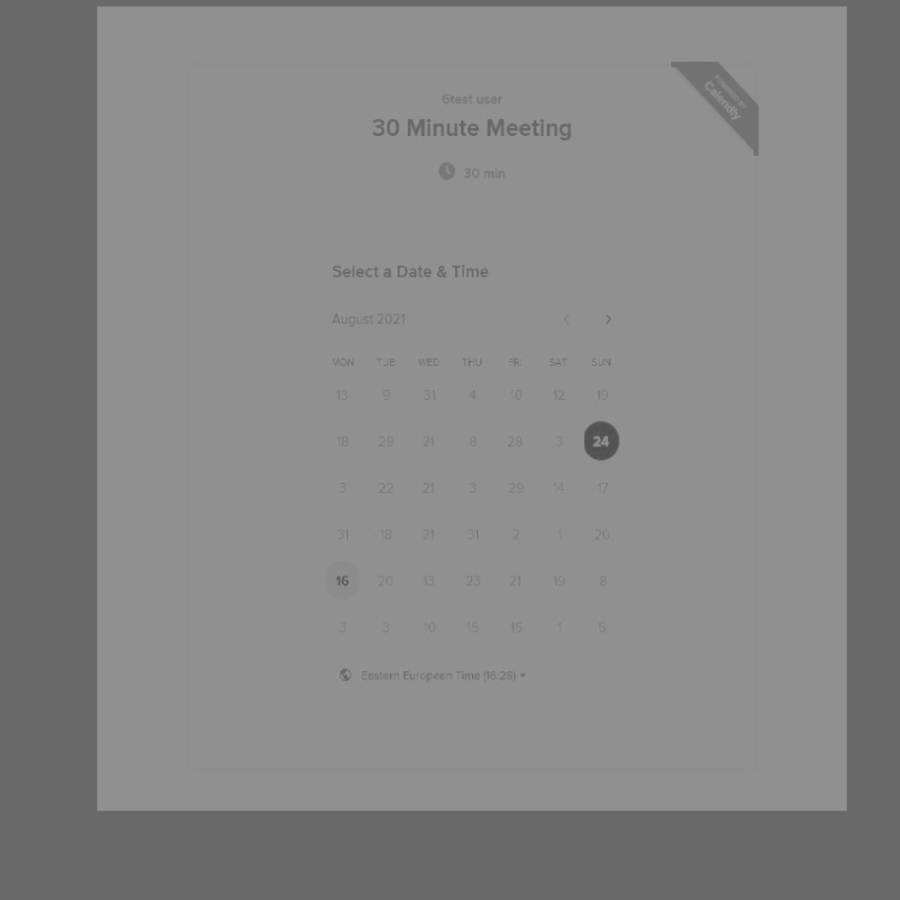 6test user
POWERED BY
Calendly
30 Minute Meeting
30 min
Select a Date & Time
August 2021
MON TUE WED THU FRI SAT SUN
13 9 31 4 10 12 19
18 29 21 8 28 3 24
3 22 21 3 29 14 17
31 18 21 31 2 1 20
16 20 13 23 21 19 8
3 3 10 15 16 1 5
Eastern European Time (16:28)